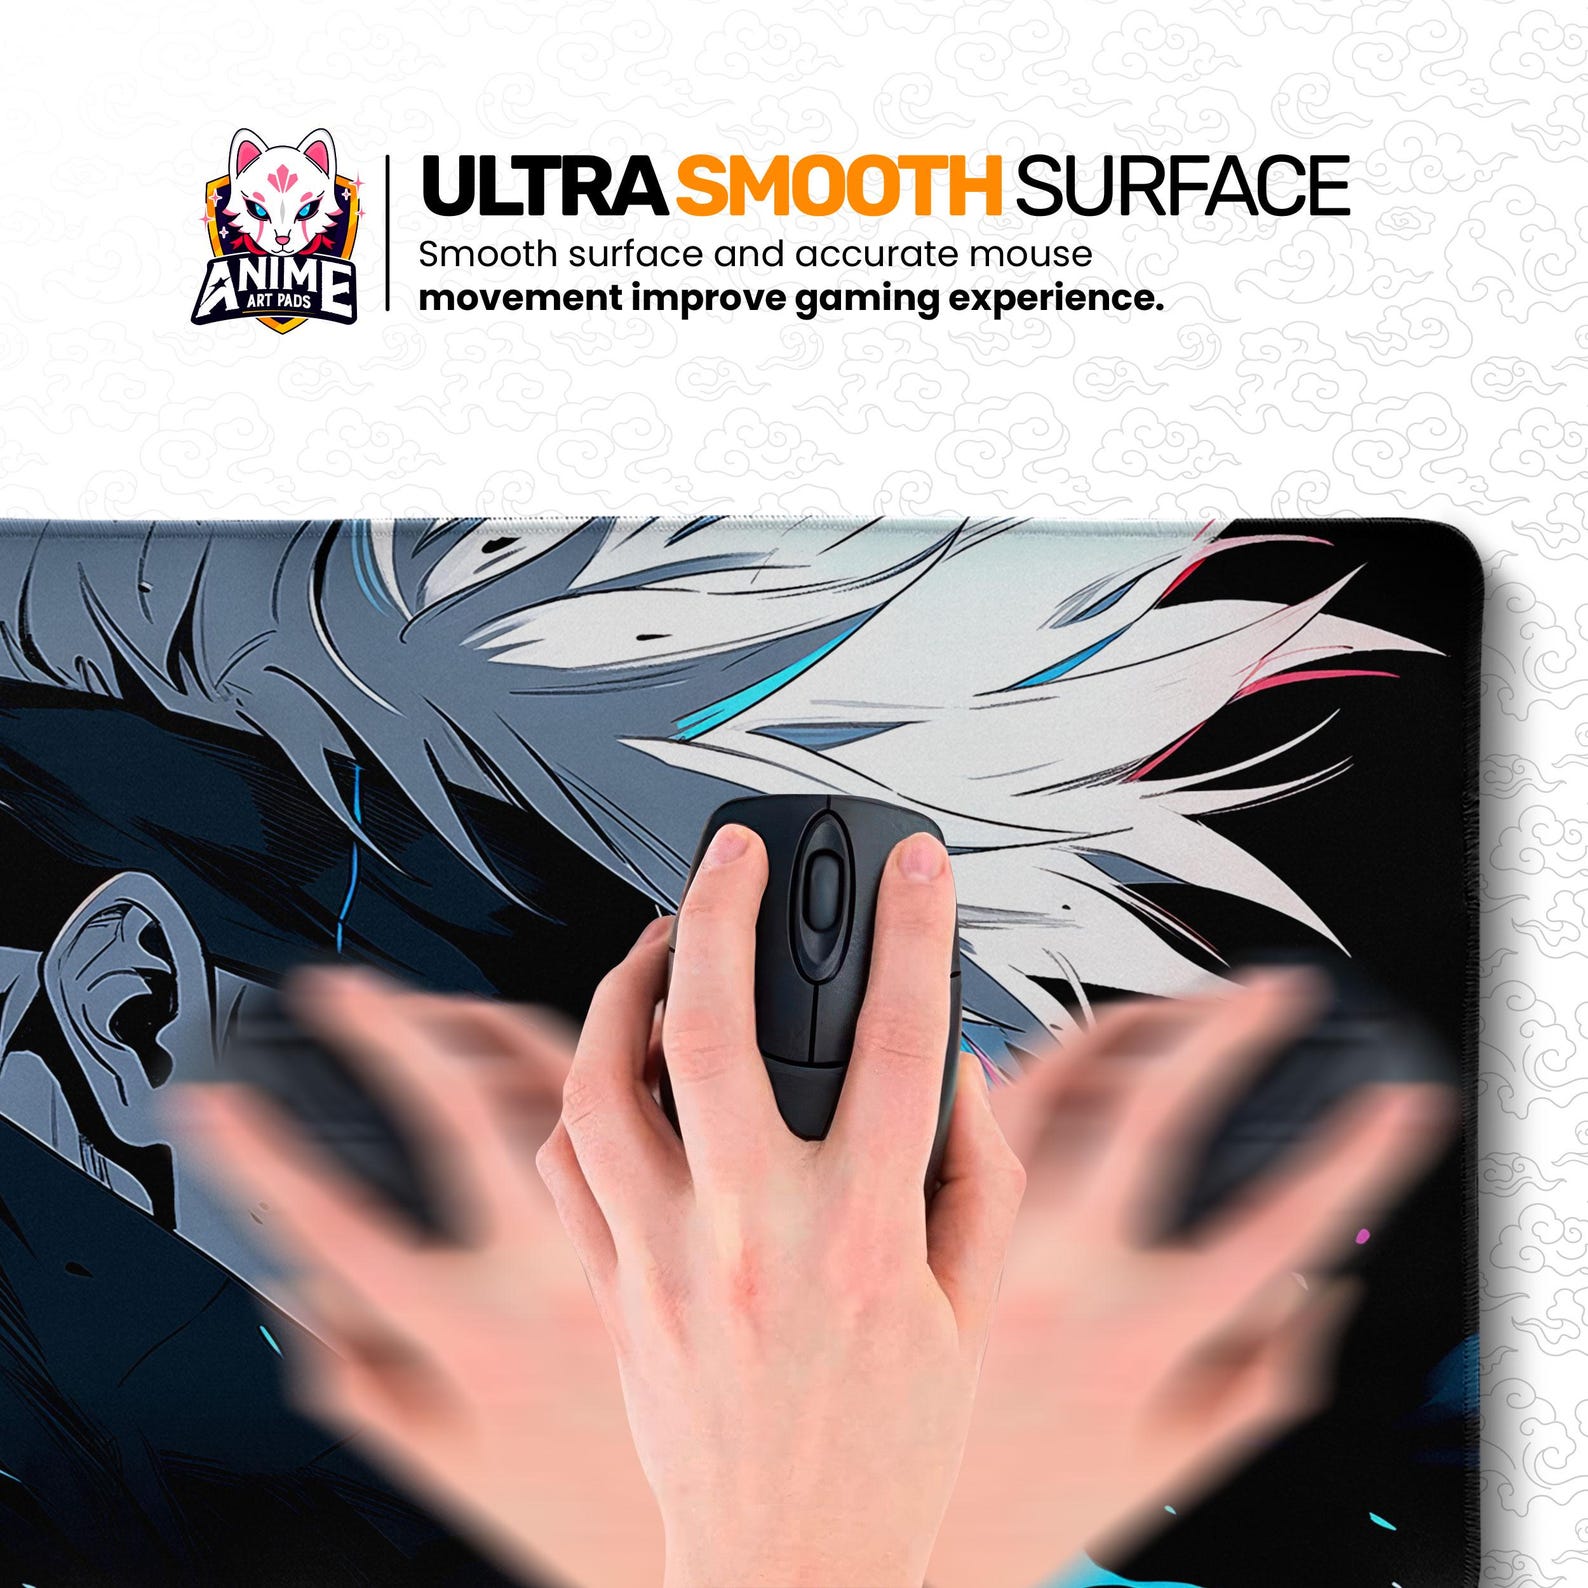 ANIME
ART PADS
ULTRA SMOOTH SURFACE
Smooth surface and accurate mouse
movement improve gaming experience.